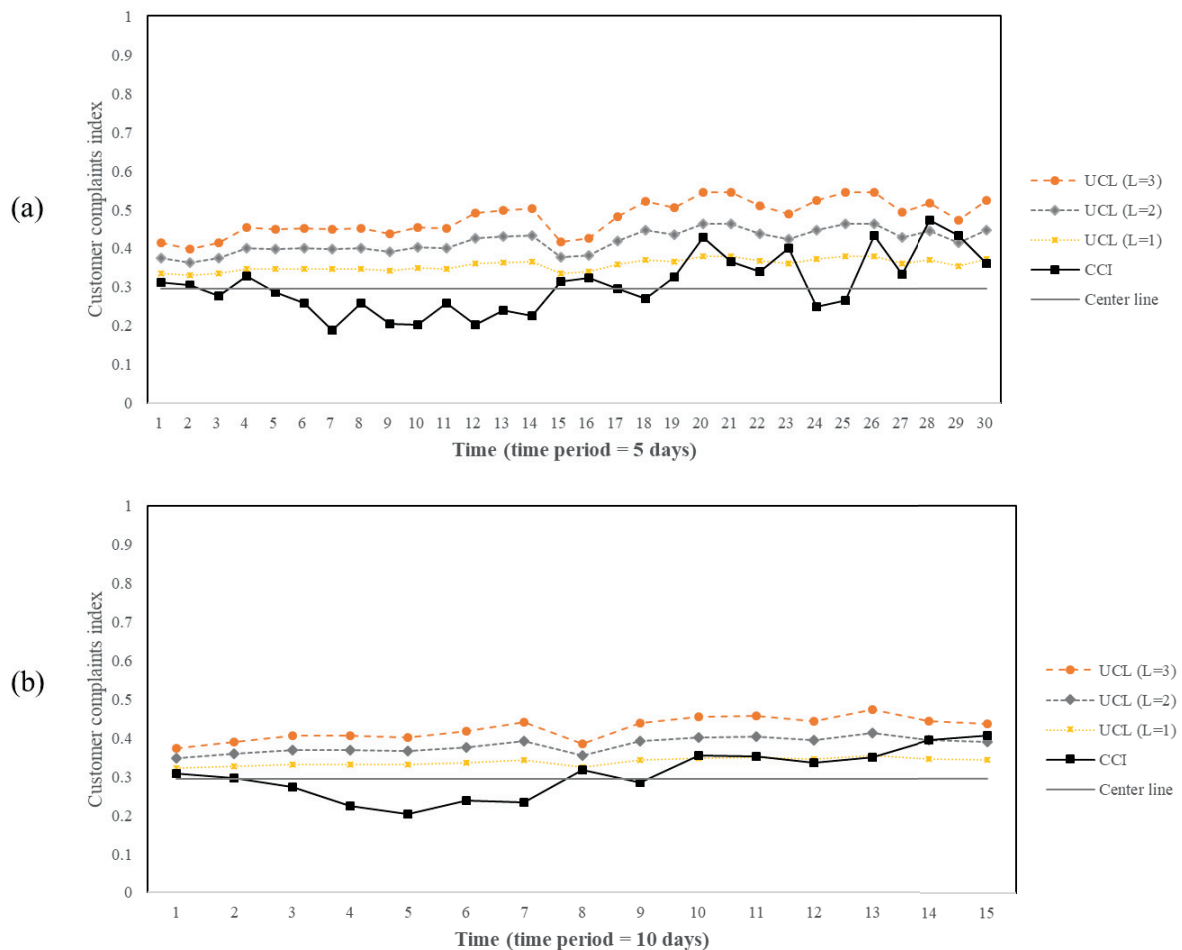 (a)
Customer complaints index
1
0.9
0.8
0.7
0.6
0.5
0.4
0.3
0.2
0.1
0
1 2 3 4 5 6 7 8 9 10 11 12 13 14 15 16 17 18 19 20 21 22 23 24 25 26 27 28 29 30
Time (time period = 5 days)
UCL (L=3)
UCL (L=2)
UCL (L=1)
CCI
Center line
(b)
Customer complaints index
1
0.9
0.8
0.7
0.6
0.5
0.4
0.3
0.2
0.1
0
1 2 3 4 5 6 7 8 9 10 11 12 13 14 15
Time (time period = 10 days)
UCL (L=3)
UCL (L=2)
UCL (L=1)
CCI
Center line